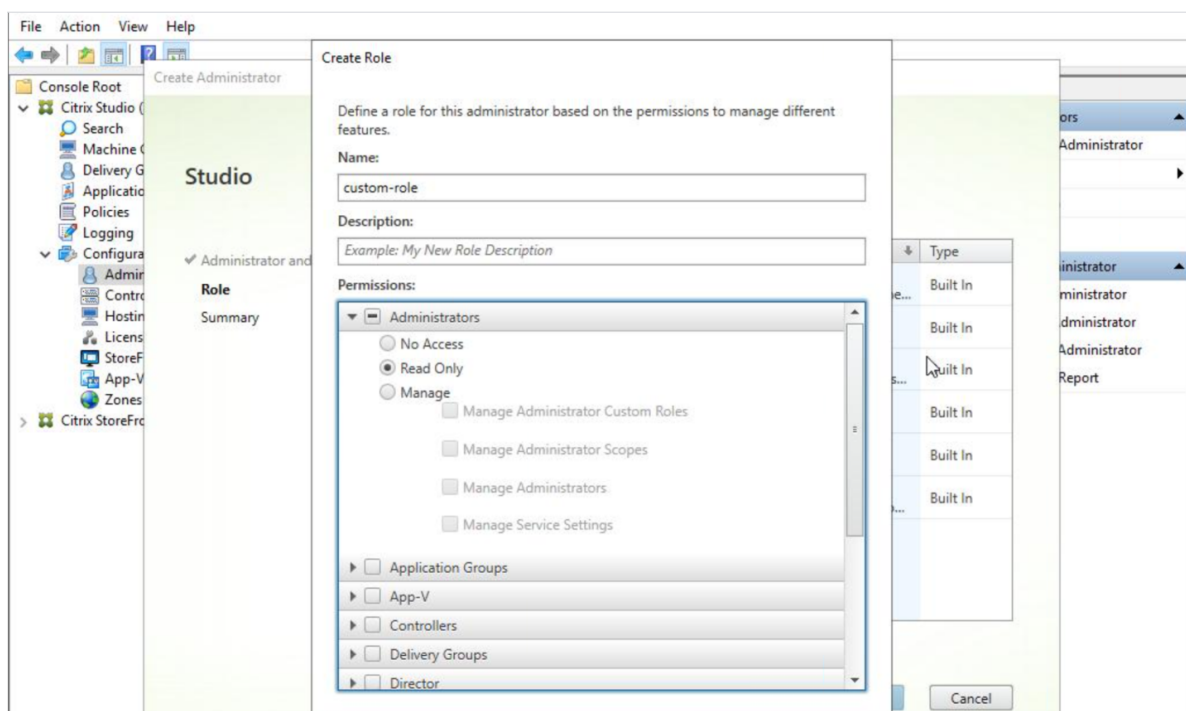 File Action View Help
Create Role
Console Root
Create Administrator
Citrix Studio (
Define a role for this administrator based on the permissions to manage different
features.
ors
Search
Machine
Administrator
Name:
Delivery G
Studio
custom-role
Applicatio
Policies
Description:
Logging
Example: My New Role Description
Configura
Administrator and
Type
Admin
Role
Permissions:
inistrator
Contro
Built In
ministrator
Hostin
Summary
Administrators
Built In
dministrator
Licens
No Access
Administrator
StoreF
Read Only
Built In
App-V
Manage
Report
Zones
Manage Administrator Custom Roles
Built In
Citrix StoreFro
Manage Administrator Scopes
Built In
Manage Administrators
Built In
Manage Service Settings
Application Groups
App-V
Controllers
Delivery Groups
Director
Cancel